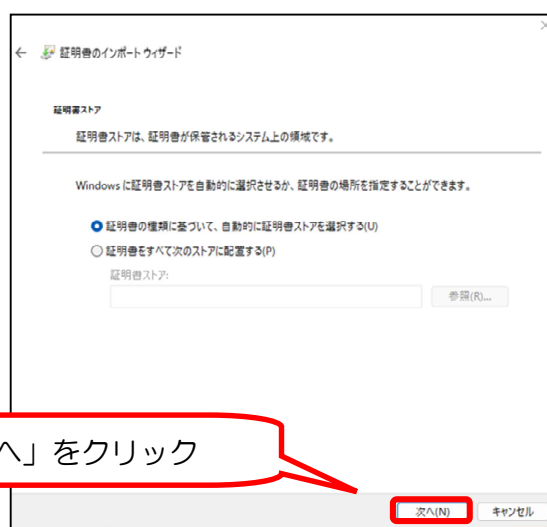 ← 証明書のインポート ウィザード
証明書ストア
証明書ストアは、証明書が保管されるシステム上の領域です。
Windows に証明書ストアを自動的に選択させるか、証明書の場所を指定することができます。
証明書の種類に基づいて、自動的に証明書ストアを選択する(U)
証明書をすべて次のストアに配置する(P)
証明書ストア:
参照(R)...
へ」をクリック
次へ(N) キャンセル